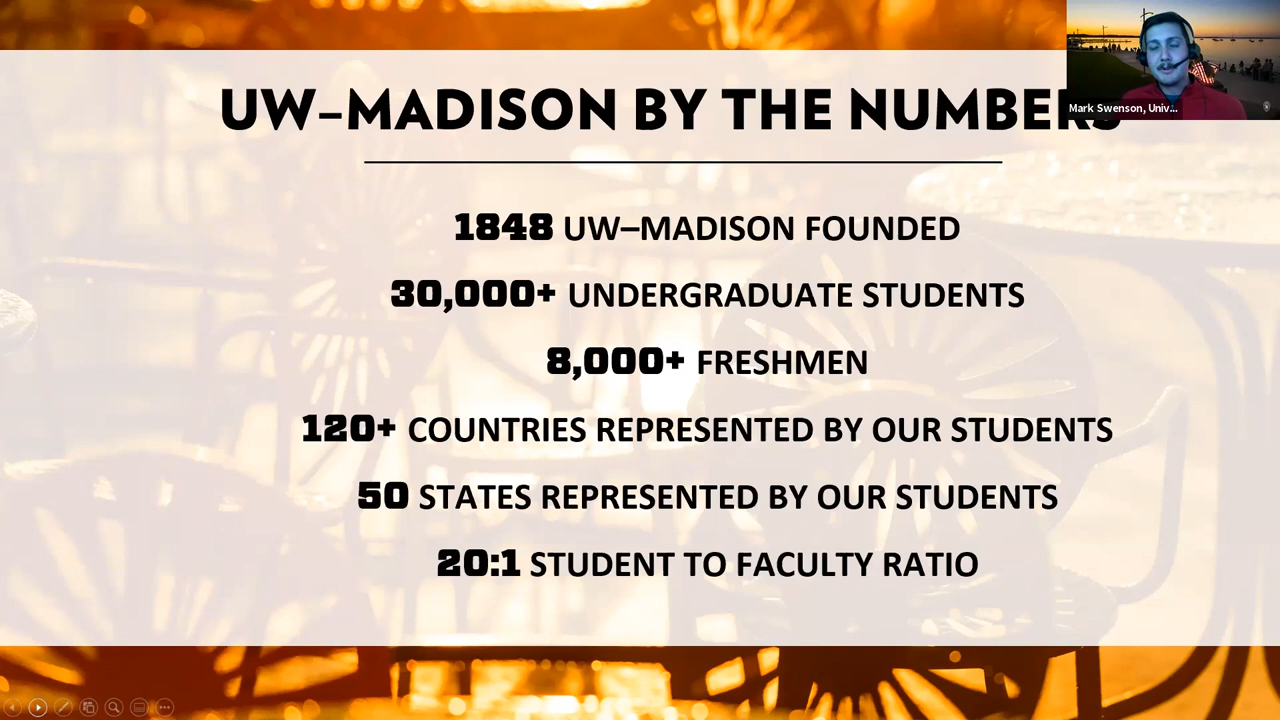 UW–MADISON BY THE NUMBERS
Mark Swenson, Univ...
1848 UW–MADISON FOUNDED
30,000+ UNDERGRADUATE STUDENTS
8,000+ FRESHMEN
120+ COUNTRIES REPRESENTED BY OUR STUDENTS
50 STATES REPRESENTED BY OUR STUDENTS
20:1 STUDENT TO FACULTY RATIO